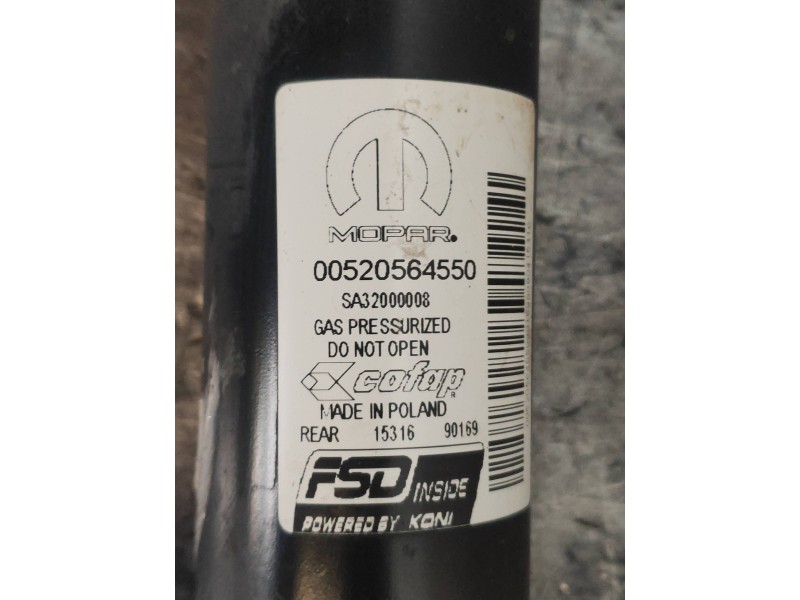 MOPAR®
00520564550
SA32000008
GAS PRESSURIZED
DO NOT OPEN
cofap®
MADE IN POLAND
REAR 15316 90169
FSD INSIDE
POWERED BY KONI